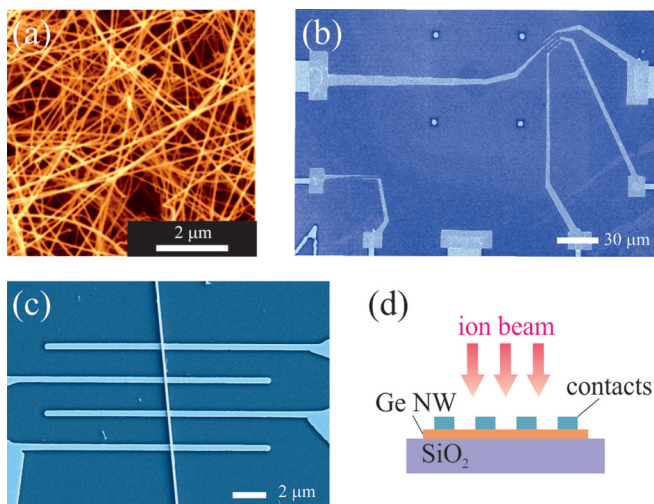 (a)
2 μm
(b)
30 μm
(c)
2 μm
(d)
ion beam
contacts
Ge NW
SiO₂